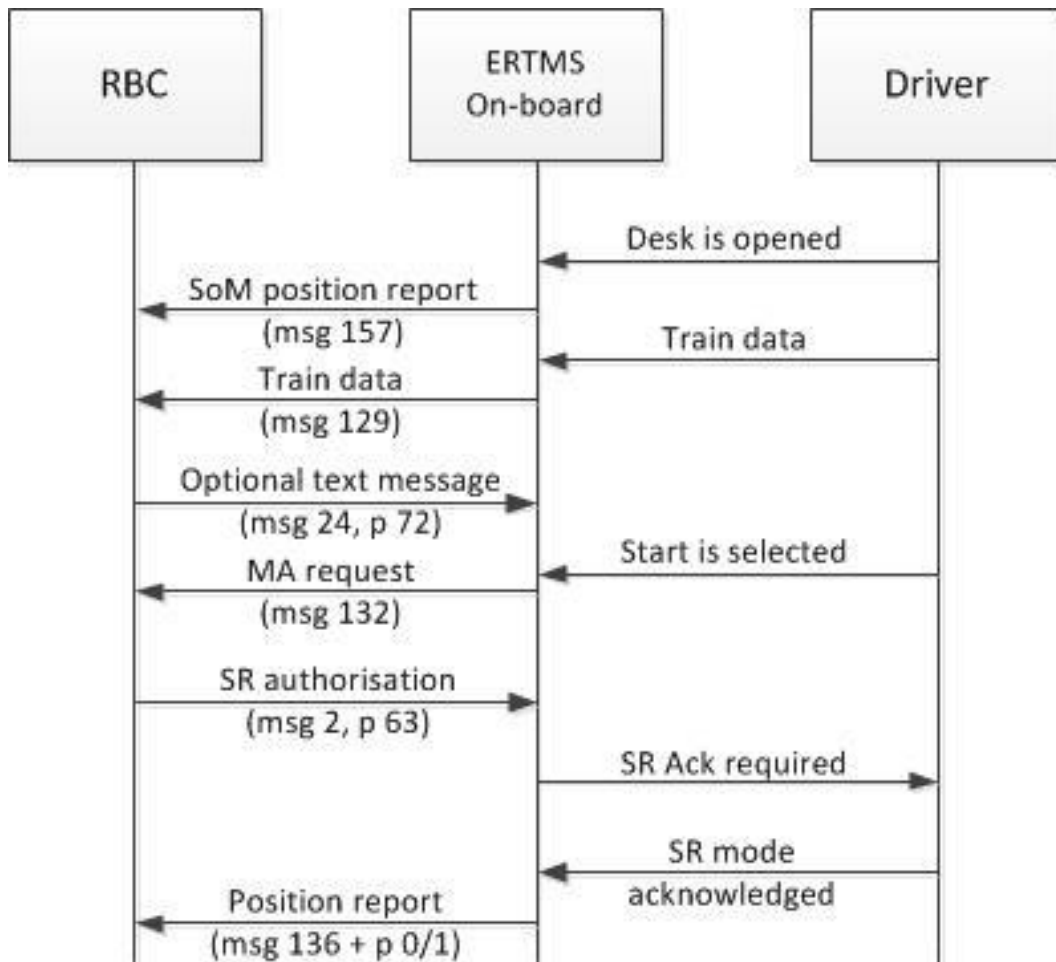 RBC
ERTMS
On-board
Driver
Desk is opened
SoM position report
(msg 157)
Train data
Train data
(msg 129)
Optional text message
(msg 24, p 72)
Start is selected
MA request
(msg 132)
SR authorisation
(msg 2, p 63)
SR Ack required
SR mode
acknowledged
Position report
(msg 136 + p 0/1)